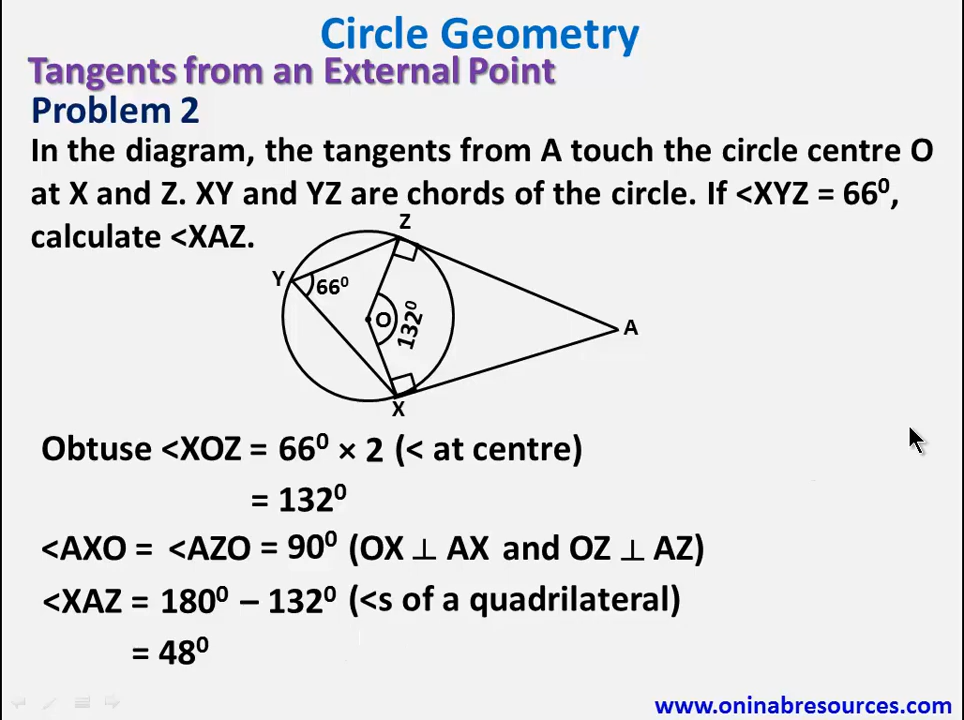 Circle Geometry
Tangents from an External Point
Problem 2
In the diagram, the tangents from A touch the circle centre O
at X and Z. XY and YZ are chords of the circle. If <XYZ = 66⁰,
calculate <XAZ.
Z
Y
66⁰
O
132⁰
A
X
Obtuse <XOZ = 66⁰ × 2 (< at centre)
= 132⁰
<AXO = <AZO = 90⁰ (OX ⊥ AX and OZ ⊥ AZ)
<XAZ = 180⁰ – 132⁰ (<s of a quadrilateral)
= 48⁰
www.oninabresources.com